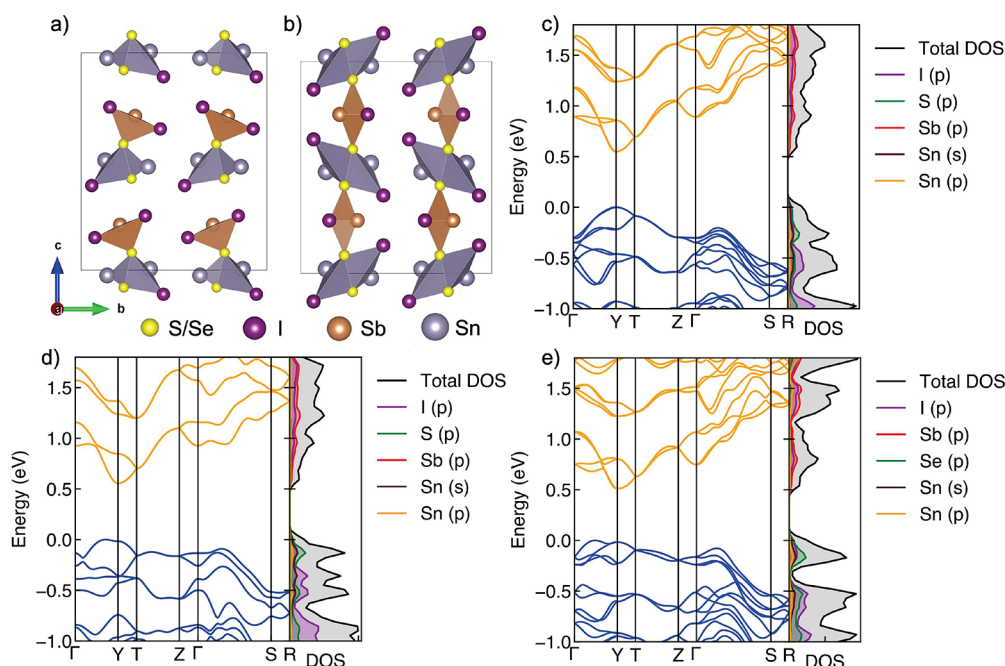 a)
b)
c
a
b
S/Se
I
Sb
Sn
c)
Energy (eV)
1.5
1.0
0.5
0.0
−0.5
−1.0
Γ Y T Z Γ S R DOS
Total DOS
I (p)
S (p)
Sb (p)
Sn (s)
Sn (p)
d)
Energy (eV)
1.5
1.0
0.5
0.0
−0.5
−1.0
Γ Y T Z Γ S R DOS
Total DOS
I (p)
S (p)
Sb (p)
Sn (s)
Sn (p)
e)
Energy (eV)
1.5
1.0
0.5
0.0
−0.5
−1.0
Γ Y T Z Γ S R DOS
Total DOS
I (p)
Sb (p)
Se (p)
Sn (s)
Sn (p)